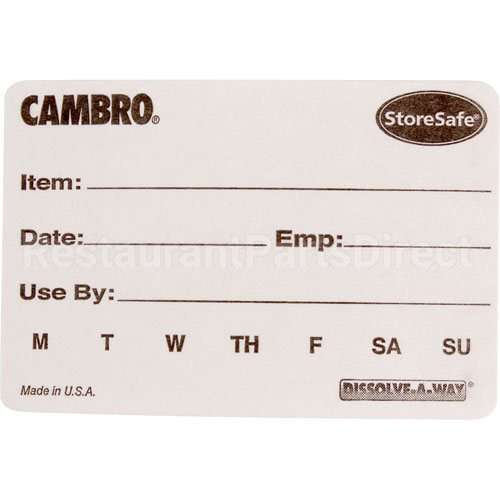 CAMBRO®
StoreSafe®
Item:
Date: Emp:
RestaurantPartsDirect
Use By:
M T W TH F SA SU
Made in U.S.A.
DISSOLVE-A-WAY®